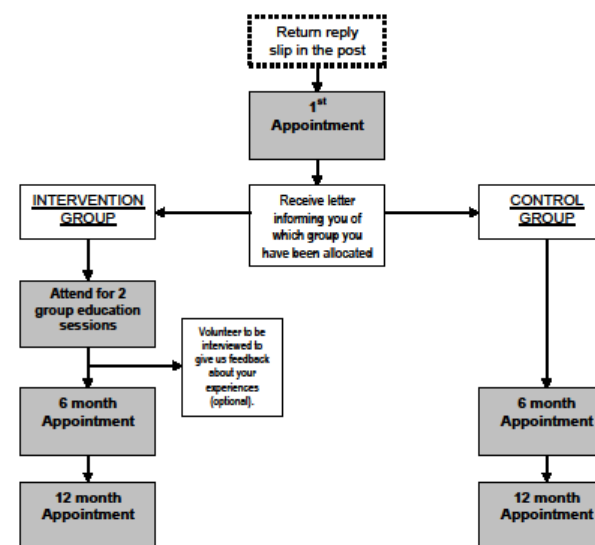 Return reply
slip in the post
1st
Appointment
INTERVENTION
GROUP
Receive letter
informing you of
which group you
have been allocated
CONTROL
GROUP
Attend for 2
group education
sessions
Volunteer to be
interviewed to
give us feedback
about your
experiences
(optional).
6 month
Appointment
6 month
Appointment
12 month
Appointment
12 month
Appointment